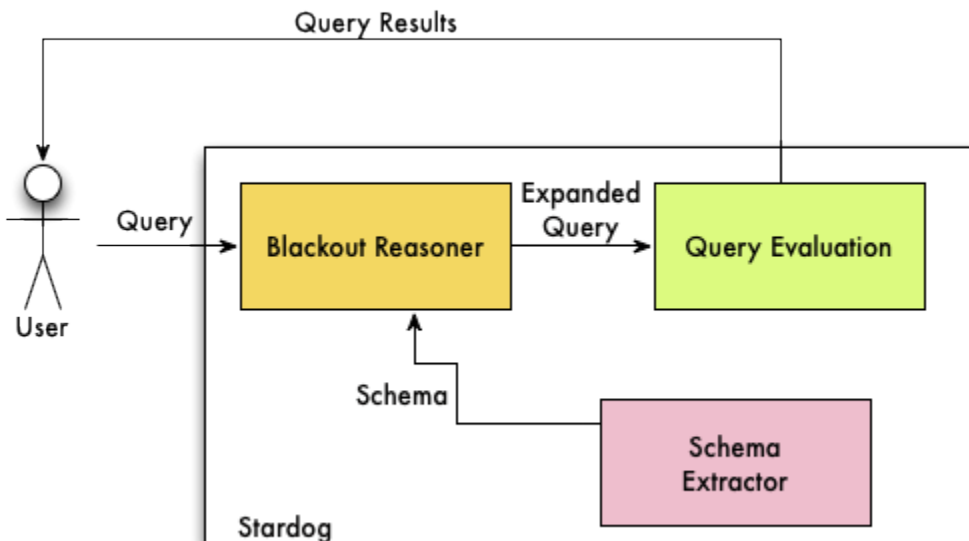 Query Results
Query
Blackout Reasoner
Expanded
Query
Query Evaluation
User
Schema
Schema
Extractor
Stardog